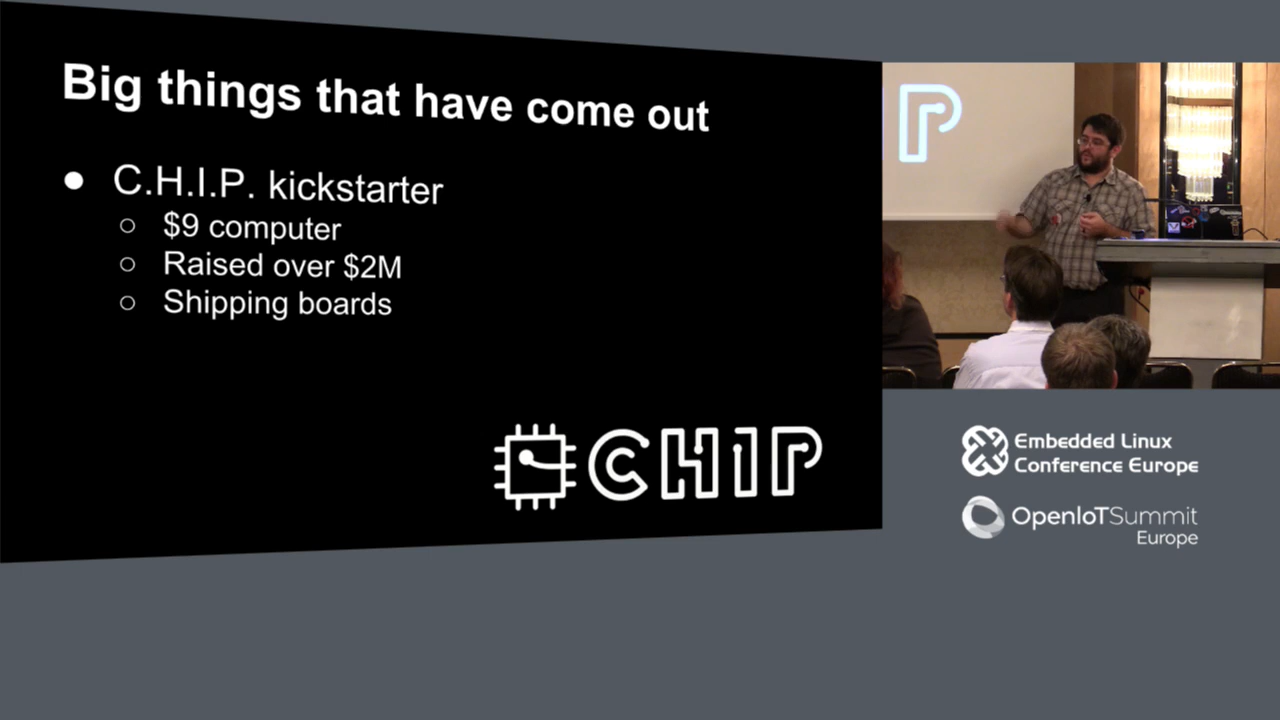 Big things that have come out
● C.H.I.P. kickstarter
○ $9 computer
○ Raised over $2M
○ Shipping boards
CHIP
P
Embedded Linux
Conference Europe
OpenIoTSummit
Europe